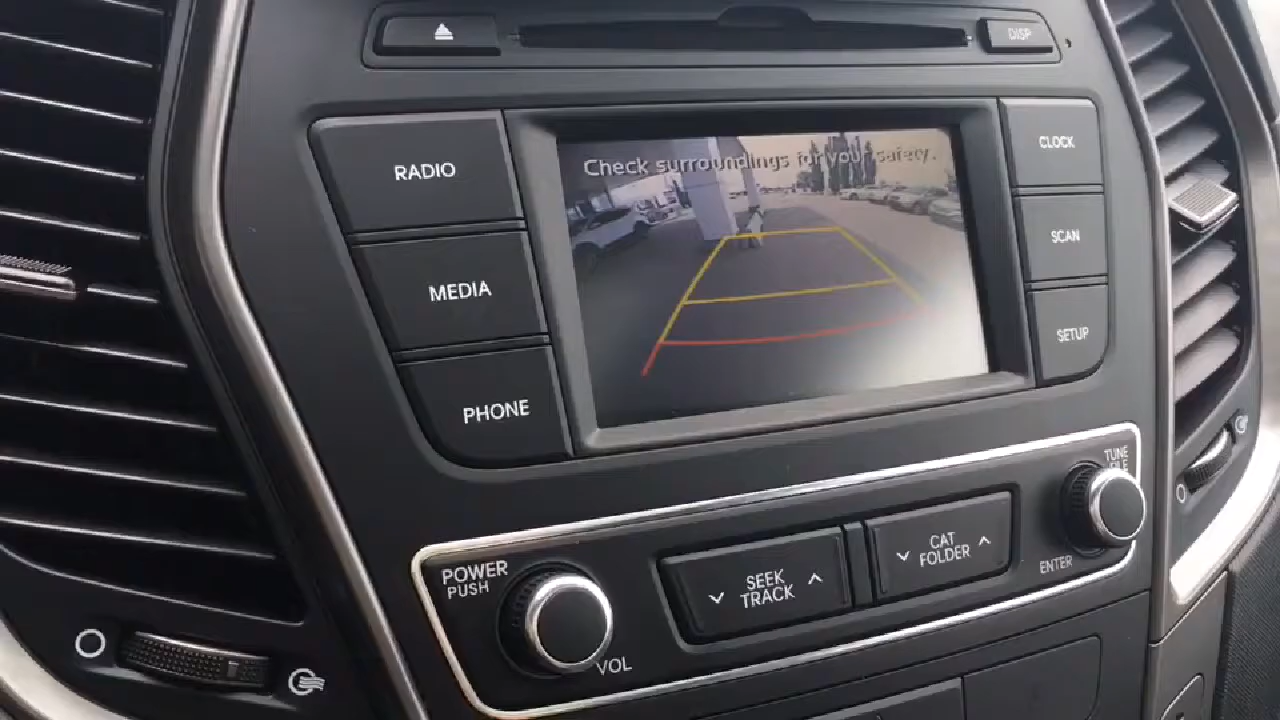 DISP
RADIO
MEDIA
PHONE
Check surroundings for your safety.
CLOCK
SCAN
SETUP
POWER
PUSH
VOL
SEEK
TRACK
CAT
FOLDER
TUNE
FILE
ENTER